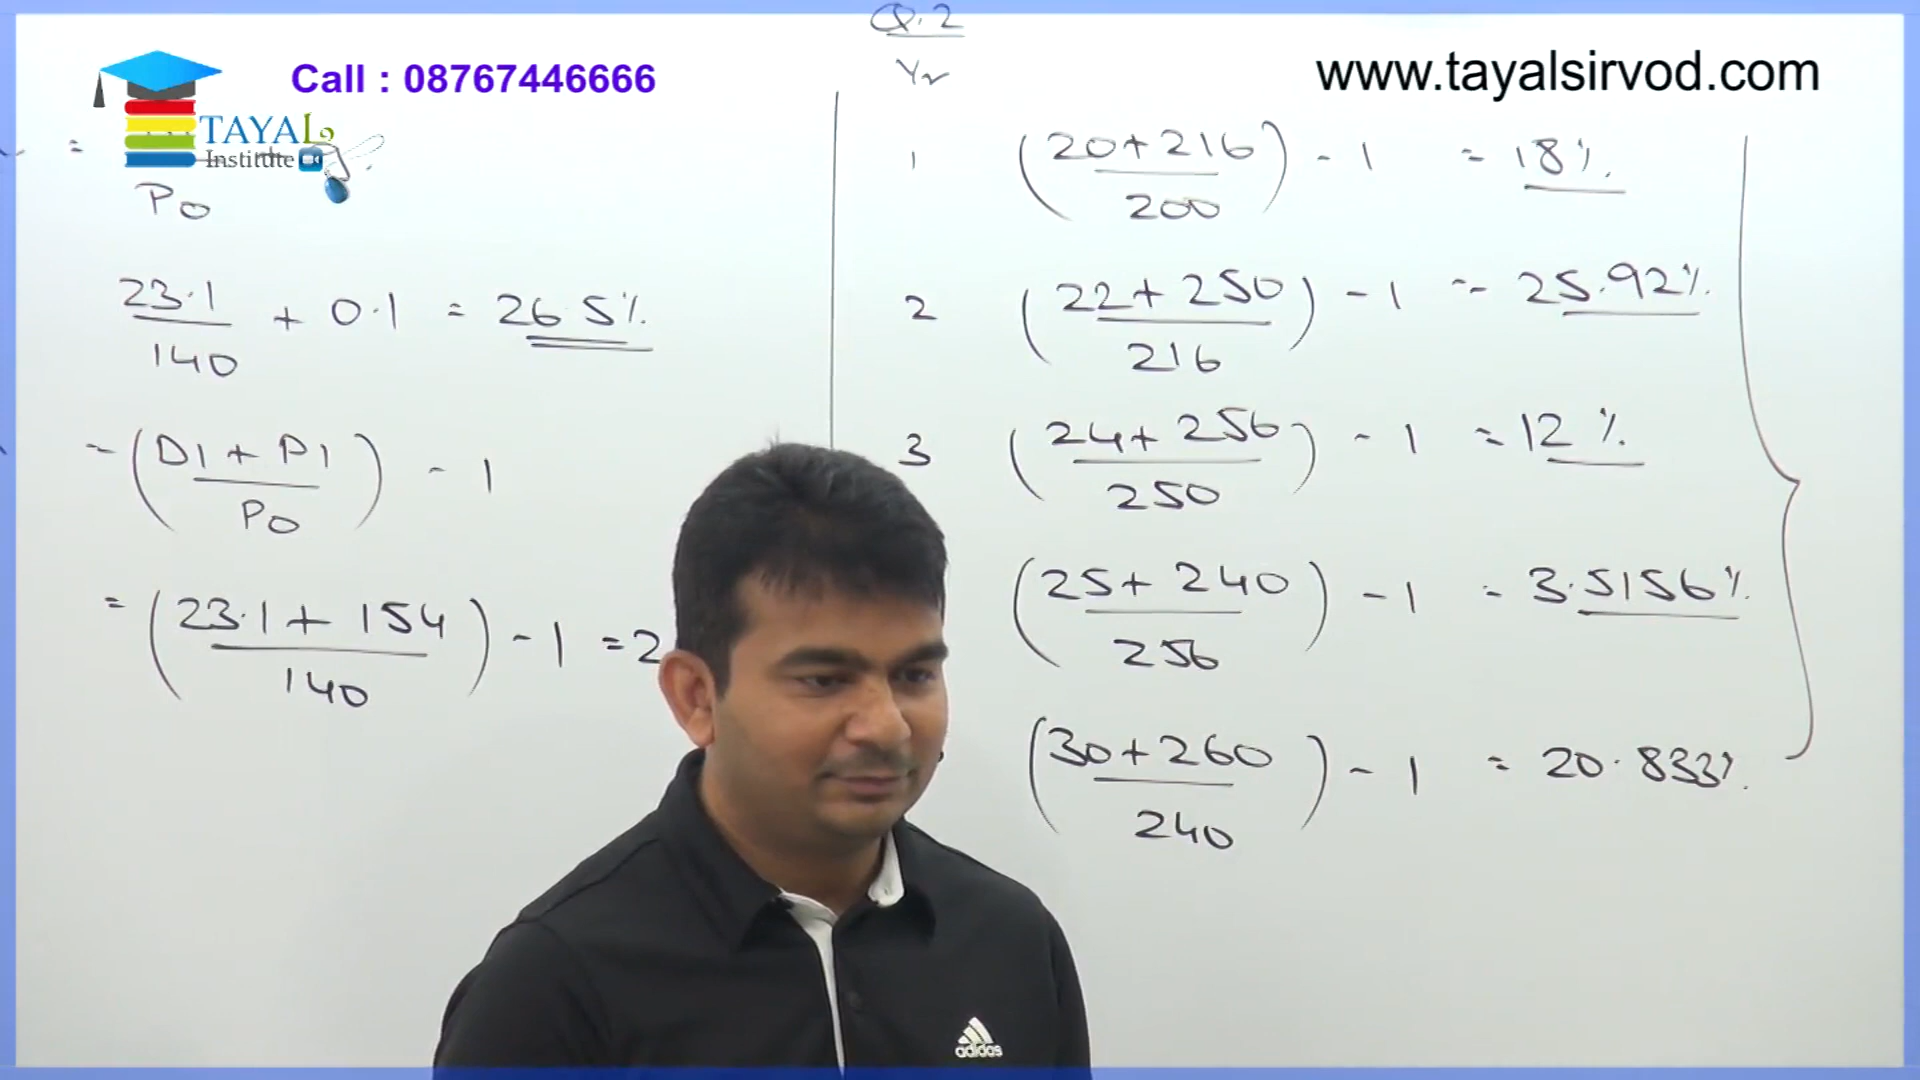 Call : 08767446666
www.tayalsirvod.com
TAYAL
Institute
=
P0
23.1/140 + 0.1 = 26.5%.
= (D1 + P1 / P0) - 1
= (23.1 + 154 / 140) - 1 = 2
Q.2
Yr
1 (20 + 216 / 200) - 1 = 18%.
2 (22 + 250 / 216) - 1 = 25.92%.
3 (24 + 256 / 250) - 1 = 12%.
(25 + 240 / 256) - 1 = 3.5156%.
(30 + 260 / 240) - 1 = 20.833%.
adidas